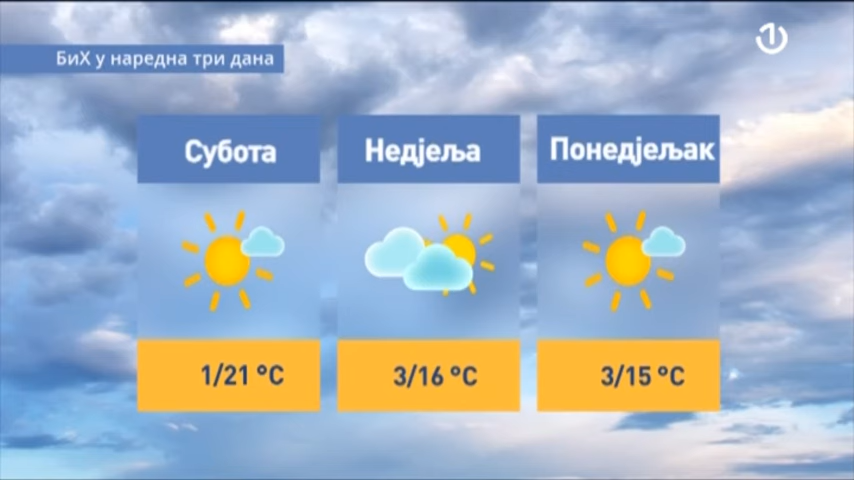 БиХ у наредна три дана
Субота
Недјеља
Понедјељак
1/21 °C
3/16 °C
3/15 °C